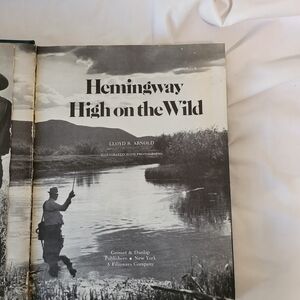 Hemingway
High on the Wild
LLOYD R. ARNOLD
ILLUSTRATED WITH PHOTOGRAPHS
Grosset & Dunlap
Publishers • New York
A Filmways Company